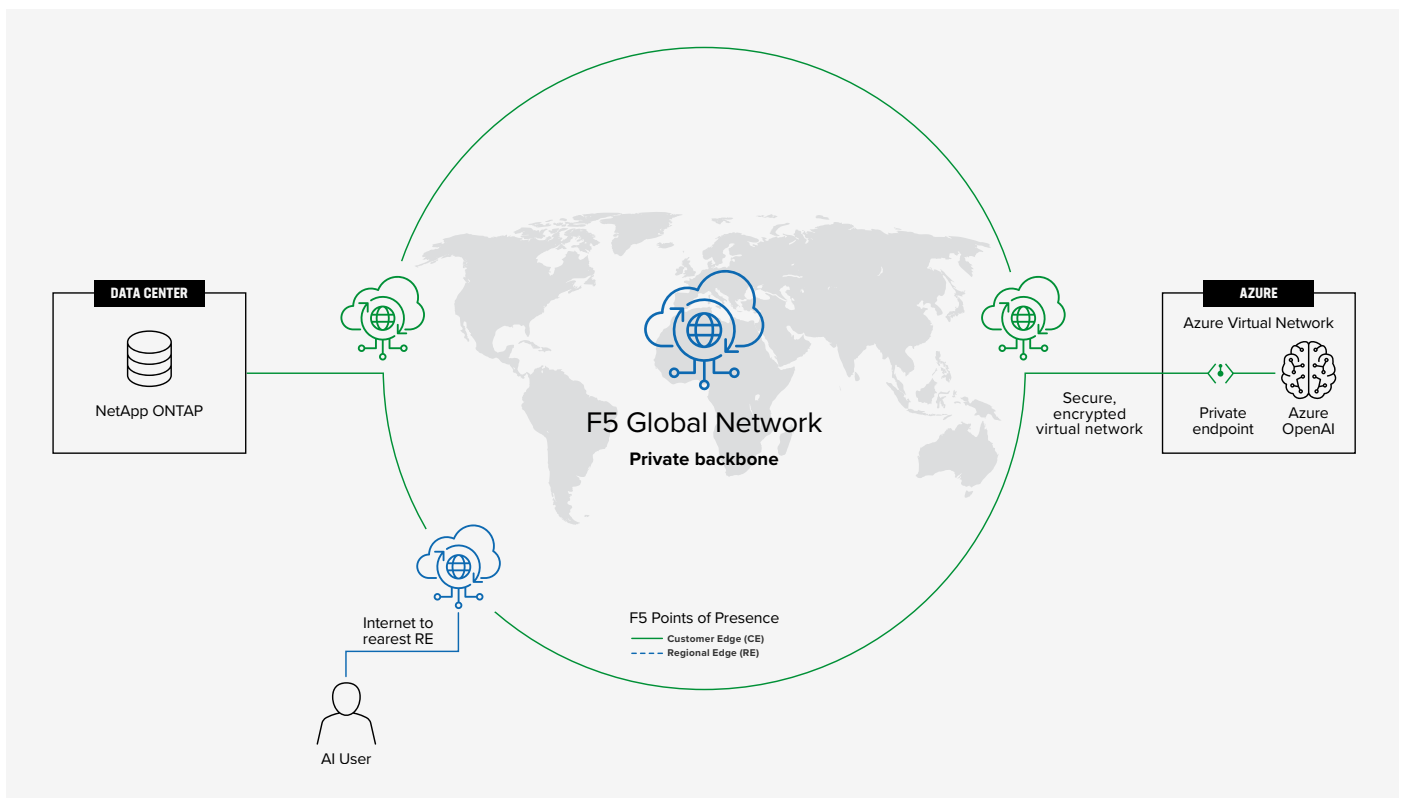 DATA CENTER
NetApp ONTAP
F5 Global Network
Private backbone
AZURE
Azure Virtual Network
Secure,
encrypted
virtual network
Private
endpoint
Azure
OpenAI
Internet to
rearest RE
AI User
F5 Points of Presence
Customer Edge (CE)
Regional Edge (RE)